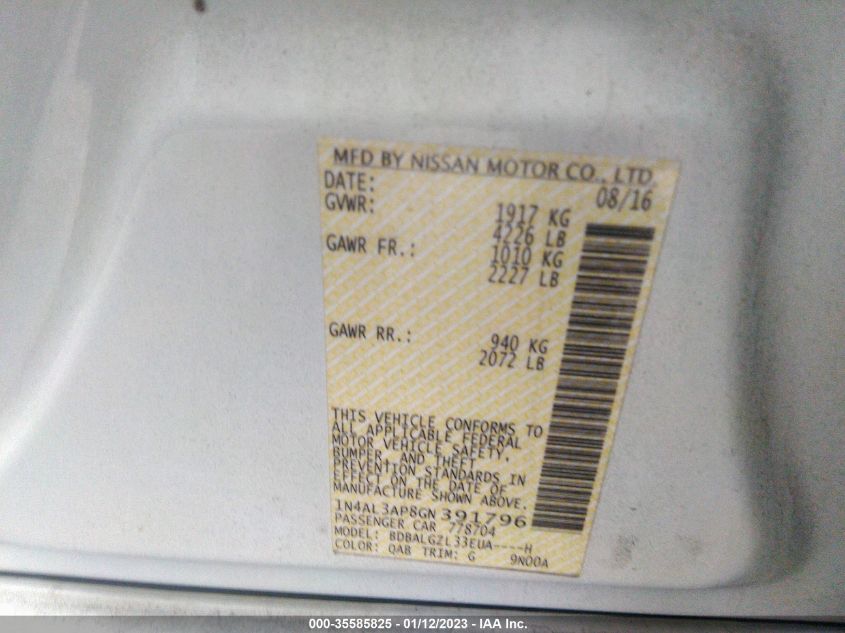 MFD BY NISSAN MOTOR CO., LTD.
DATE: 08/16
GVWR: 1917 KG
4226 LB
GAWR FR.: 1010 KG
2227 LB
GAWR RR.: 940 KG
2072 LB
THIS VEHICLE CONFORMS TO
ALL APPLICABLE FEDERAL
MOTOR VEHICLE SAFETY,
BUMPER, AND THEFT
PREVENTION STANDARDS IN
EFFECT ON THE DATE OF
MANUFACTURE SHOWN ABOVE.
1N4AL3AP8GN391796
PASSENGER CAR 778704
MODEL: BDBALGZL33EUA----H
COLOR: QAB TRIM: G 9N00A
000-35585825 - 01/12/2023 - IAA Inc.